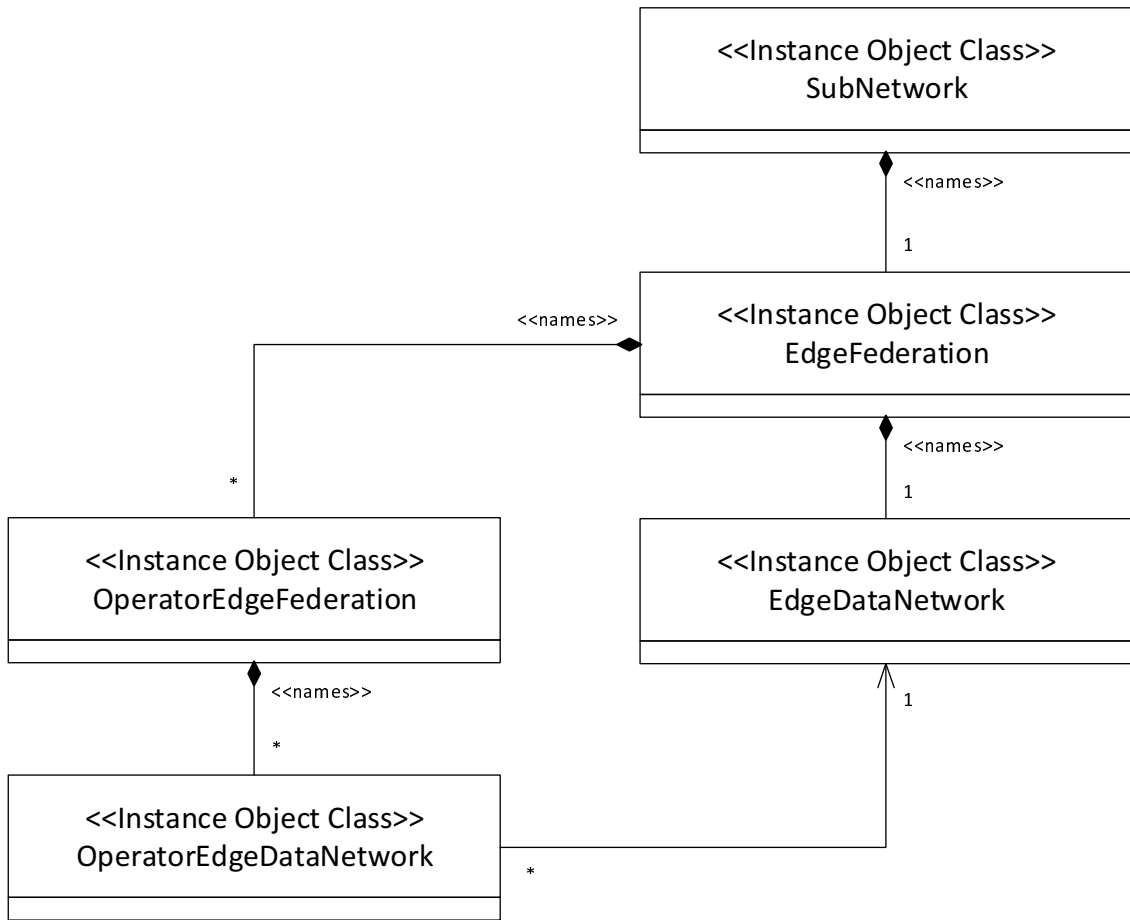 <<Instance Object Class>>
SubNetwork
<<names>>
1
<<Instance Object Class>>
EdgeFederation
<<names>>
*
<<names>>
1
<<Instance Object Class>>
OperatorEdgeFederation
<<Instance Object Class>>
EdgeDataNetwork
<<names>>
*
1
<<Instance Object Class>>
OperatorEdgeDataNetwork
*